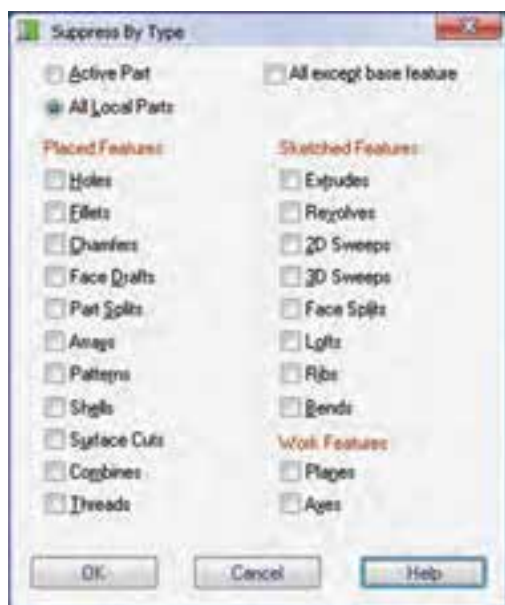 Suppress By Type
Active Part
All except base feature
All Local Parts
Placed Features
Holes
Fillets
Chamfers
Face Drafts
Part Splits
Arrays
Patterns
Shells
Surface Cuts
Combines
Threads
Sketched Features
Extrudes
Revolves
2D Sweeps
3D Sweeps
Face Splits
Lofts
Ribs
Bends
Work Features
Planes
Axes
OK
Cancel
Help